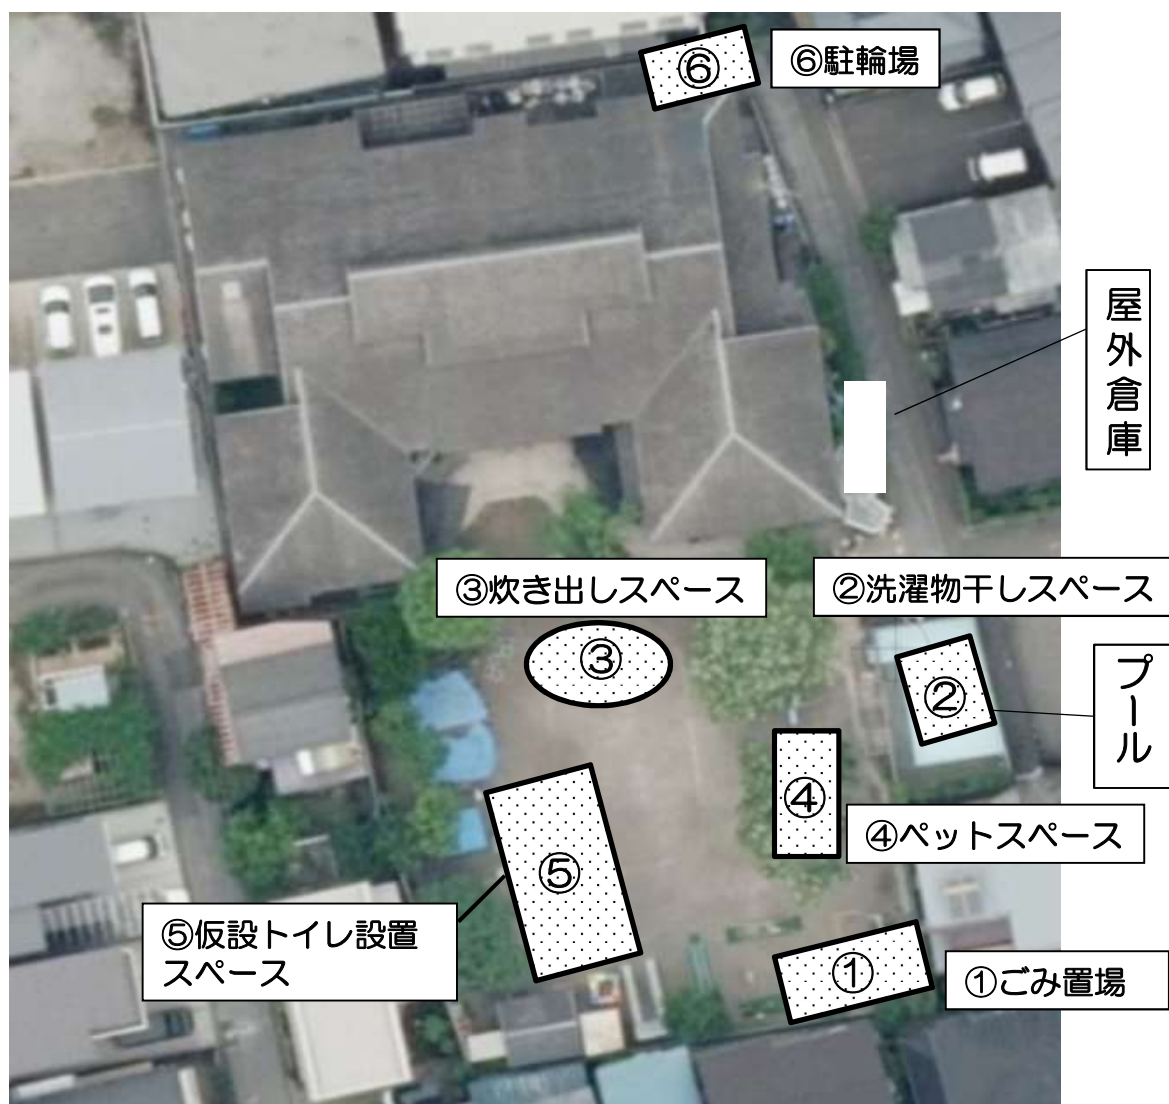 ⑥
⑥駐輪場
屋外倉庫
③炊き出しスペース
②洗濯物干しスペース
③
②
プール
④
④ペットスペース
⑤
⑤仮設トイレ設置
スペース
①
①ごみ置場